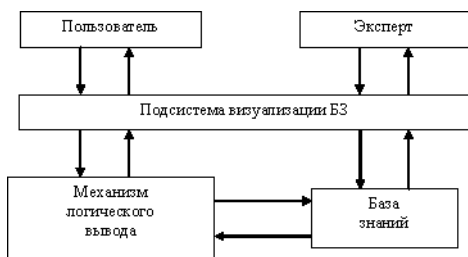 Пользователь
Эксперт
Подсистема визуализации БЗ
Механизм
логического
вывода
База
знаний